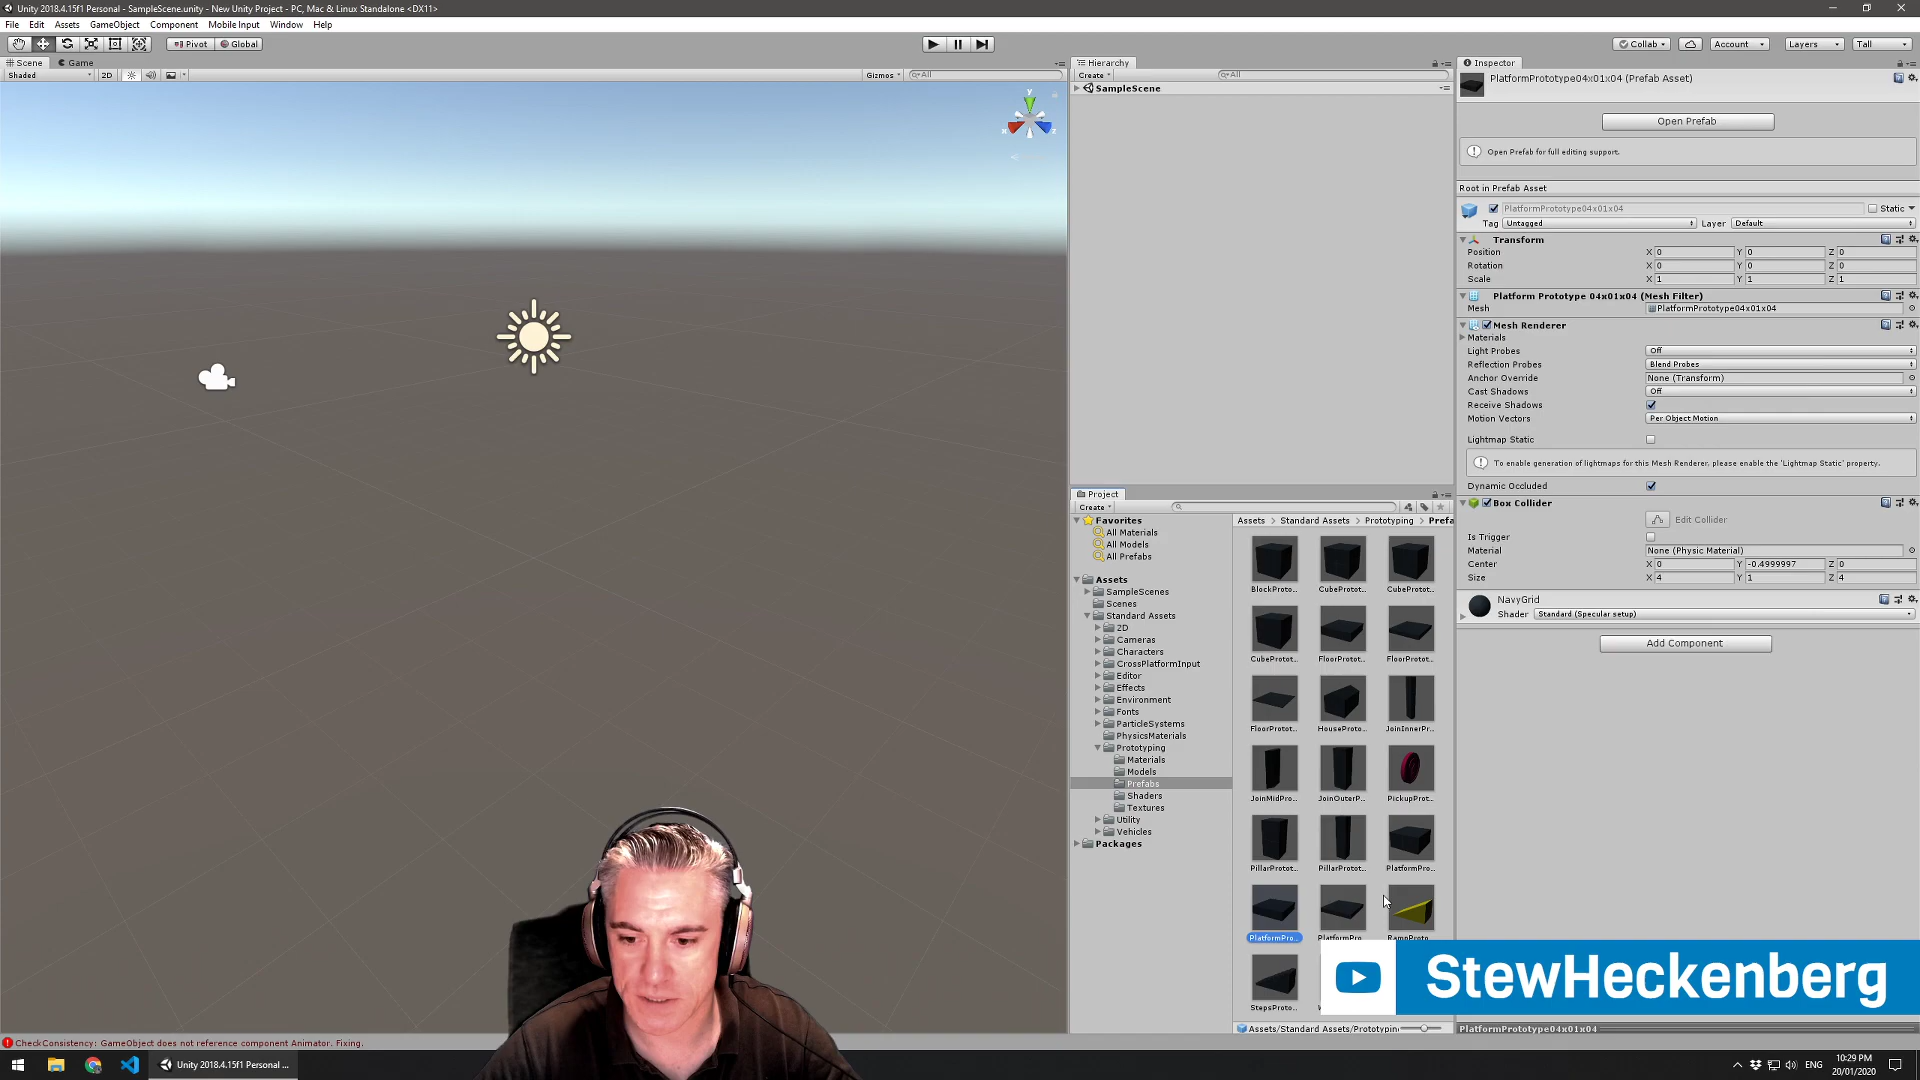 Unity 2018.4.15f1 Personal - SampleScene.unity - New Unity Project - PC, Mac & Linux Standalone <DX11>
File Edit Assets GameObject Component Mobile Input Window Help
Pivot Global Collab Account Layers Tall
Scene Game
Shaded 2D Gizmos All
y
x z
Hierarchy
Create All
SampleScene
Project
Create
Favorites
All Materials
All Models
All Prefabs
Assets
SampleScenes
Scenes
Standard Assets
2D
Cameras
Characters
CrossPlatformInput
Editor
Effects
Environment
Fonts
ParticleSystems
PhysicsMaterials
Prototyping
Materials
Models
Prefabs
Shaders
Textures
Utility
Vehicles
Packages
Assets > Standard Assets > Prototyping > Prefa
BlockProto... CubePrototy... CubePrototy...
CubePrototy... FloorProtot... FloorProtot...
FloorProtot... HouseProto... JoinInnerPr...
JoinMidPro... JoinOuterP... PickupProt...
PillarProtot... PillarProtot... PlatformPro...
PlatformPro... PlatformPro... RampProto...
StepsProto...
Assets/Standard Assets/Prototypin
Inspector
PlatformPrototype04x01x04 (Prefab Asset)
Open Prefab
Open Prefab for full editing support.
Root in Prefab Asset
PlatformPrototype04x01x04 Static
Tag Untagged Layer Default
Transform
Position X 0 Y 0 Z 0
Rotation X 0 Y 0 Z 0
Scale X 1 Y 1 Z 1
Platform Prototype 04x01x04 (Mesh Filter)
Mesh PlatformPrototype04x01x04
Mesh Renderer
Materials
Light Probes Off
Reflection Probes Blend Probes
Anchor Override None (Transform)
Cast Shadows Off
Receive Shadows
Motion Vectors Per Object Motion
Lightmap Static
To enable generation of lightmaps for this Mesh Renderer, please enable the 'Lightmap Static' property.
Dynamic Occluded
Box Collider
Edit Collider
Is Trigger
Material None (Physic Material)
Center X 0 Y -0.4999997 Z 0
Size X 4 Y 1 Z 4
NavyGrid
Shader Standard (Specular setup)
Add Component
StewHeckenberg
PlatformPrototype04x01x04
CheckConsistency: GameObject does not reference component Animator. Fixing.
Unity 2018.4.15f1 Personal ...
ENG
10:29 PM
20/01/2020